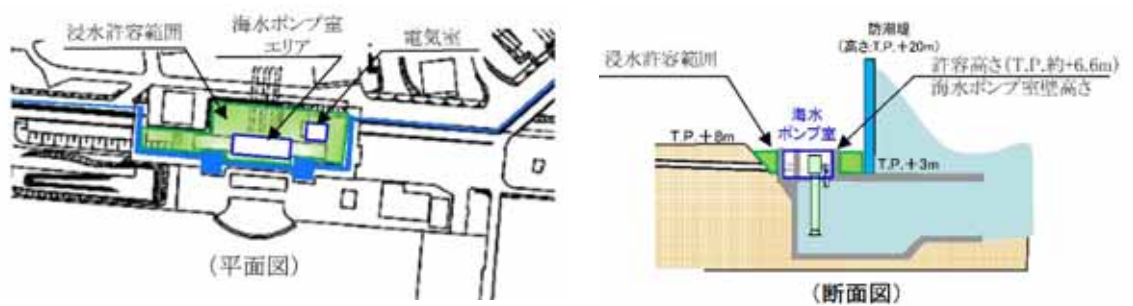 浸水許容範囲
海水ポンプ室
エリア
電気室
(平面図)
防潮堤
(高さ:T.P.+20m)
浸水許容範囲
許容高さ(T.P.約+6.6m)
海水ポンプ室壁高さ
海水
ポンプ室
T.P.+8m
T.P.+3m
(断面図)